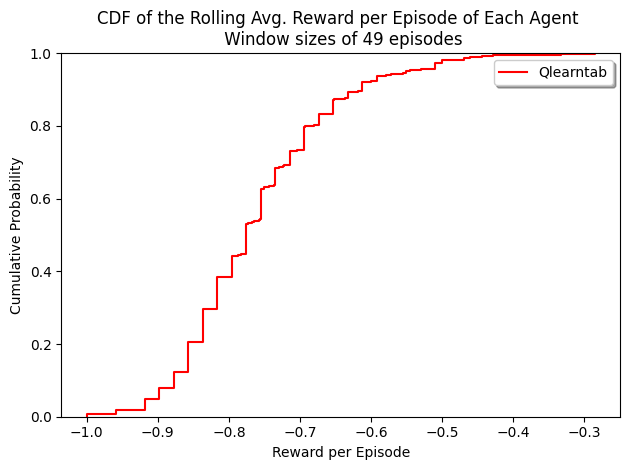 CDF of the Rolling Avg. Reward per Episode of Each Agent
Window sizes of 49 episodes
Qlearntab
Cumulative Probability
1.0
0.8
0.6
0.4
0.2
0.0
−1.0 −0.9 −0.8 −0.7 −0.6 −0.5 −0.4 −0.3
Reward per Episode